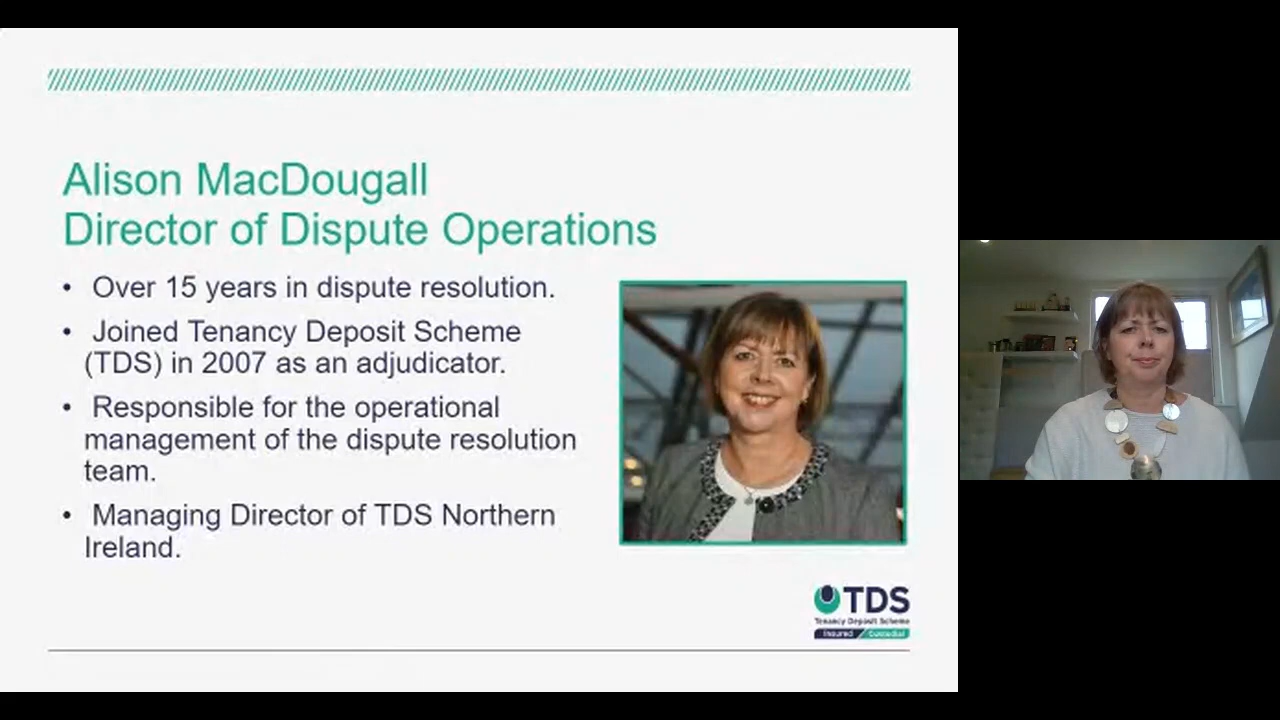 Alison MacDougall
Director of Dispute Operations
• Over 15 years in dispute resolution.
• Joined Tenancy Deposit Scheme
(TDS) in 2007 as an adjudicator.
• Responsible for the operational
management of the dispute resolution
team.
• Managing Director of TDS Northern
Ireland.
TDS
Tenancy Deposit Scheme
Insured Custodial